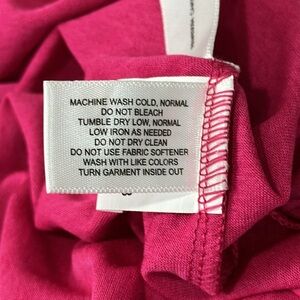 MACHINE WASH COLD, NORMAL
DO NOT BLEACH
TUMBLE DRY LOW, NORMAL
LOW IRON AS NEEDED
DO NOT DRY CLEAN
DO NOT USE FABRIC SOFTENER
WASH WITH LIKE COLORS
TURN GARMENT INSIDE OUT